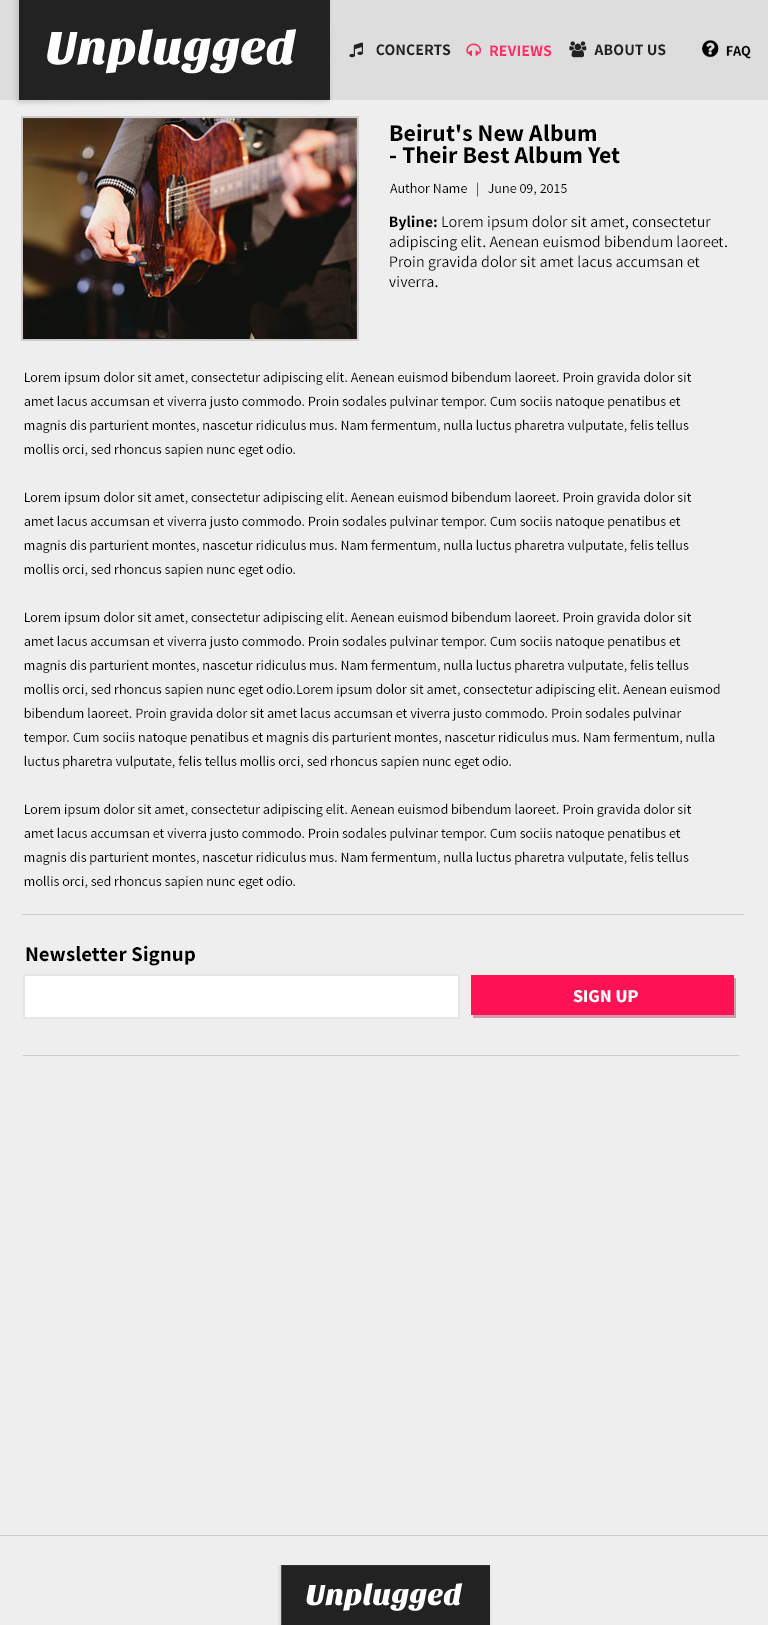 Unplugged
CONCERTS
REVIEWS
ABOUT US
FAQ
Beirut's New Album
- Their Best Album Yet
Author Name | June 09, 2015
Byline: Lorem ipsum dolor sit amet, consectetur
adipiscing elit. Aenean euismod bibendum laoreet.
Proin gravida dolor sit amet lacus accumsan et
viverra.
Lorem ipsum dolor sit amet, consectetur adipiscing elit. Aenean euismod bibendum laoreet. Proin gravida dolor sit
amet lacus accumsan et viverra justo commodo. Proin sodales pulvinar tempor. Cum sociis natoque penatibus et
magnis dis parturient montes, nascetur ridiculus mus. Nam fermentum, nulla luctus pharetra vulputate, felis tellus
mollis orci, sed rhoncus sapien nunc eget odio.
Lorem ipsum dolor sit amet, consectetur adipiscing elit. Aenean euismod bibendum laoreet. Proin gravida dolor sit
amet lacus accumsan et viverra justo commodo. Proin sodales pulvinar tempor. Cum sociis natoque penatibus et
magnis dis parturient montes, nascetur ridiculus mus. Nam fermentum, nulla luctus pharetra vulputate, felis tellus
mollis orci, sed rhoncus sapien nunc eget odio.
Lorem ipsum dolor sit amet, consectetur adipiscing elit. Aenean euismod bibendum laoreet. Proin gravida dolor sit
amet lacus accumsan et viverra justo commodo. Proin sodales pulvinar tempor. Cum sociis natoque penatibus et
magnis dis parturient montes, nascetur ridiculus mus. Nam fermentum, nulla luctus pharetra vulputate, felis tellus
mollis orci, sed rhoncus sapien nunc eget odio.Lorem ipsum dolor sit amet, consectetur adipiscing elit. Aenean euismod
bibendum laoreet. Proin gravida dolor sit amet lacus accumsan et viverra justo commodo. Proin sodales pulvinar
tempor. Cum sociis natoque penatibus et magnis dis parturient montes, nascetur ridiculus mus. Nam fermentum, nulla
luctus pharetra vulputate, felis tellus mollis orci, sed rhoncus sapien nunc eget odio.
Lorem ipsum dolor sit amet, consectetur adipiscing elit. Aenean euismod bibendum laoreet. Proin gravida dolor sit
amet lacus accumsan et viverra justo commodo. Proin sodales pulvinar tempor. Cum sociis natoque penatibus et
magnis dis parturient montes, nascetur ridiculus mus. Nam fermentum, nulla luctus pharetra vulputate, felis tellus
mollis orci, sed rhoncus sapien nunc eget odio.
Newsletter Signup
SIGN UP
Unplugged